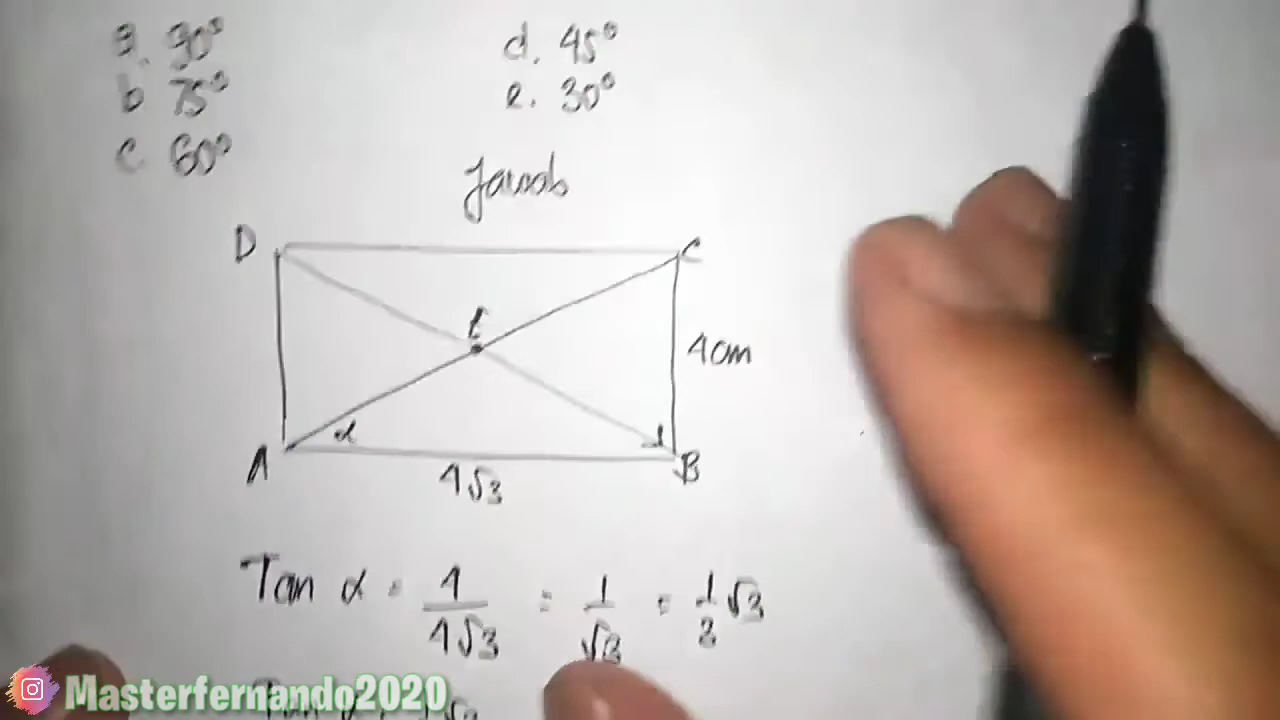 a. 90° d. 45°
b 75° e. 30°
c 60°
Jawab
D C
E
4cm
α
A B
4√3
Tan α = 4/4√3 = 1/√3 = 1/3 √3
Masterfernando2020